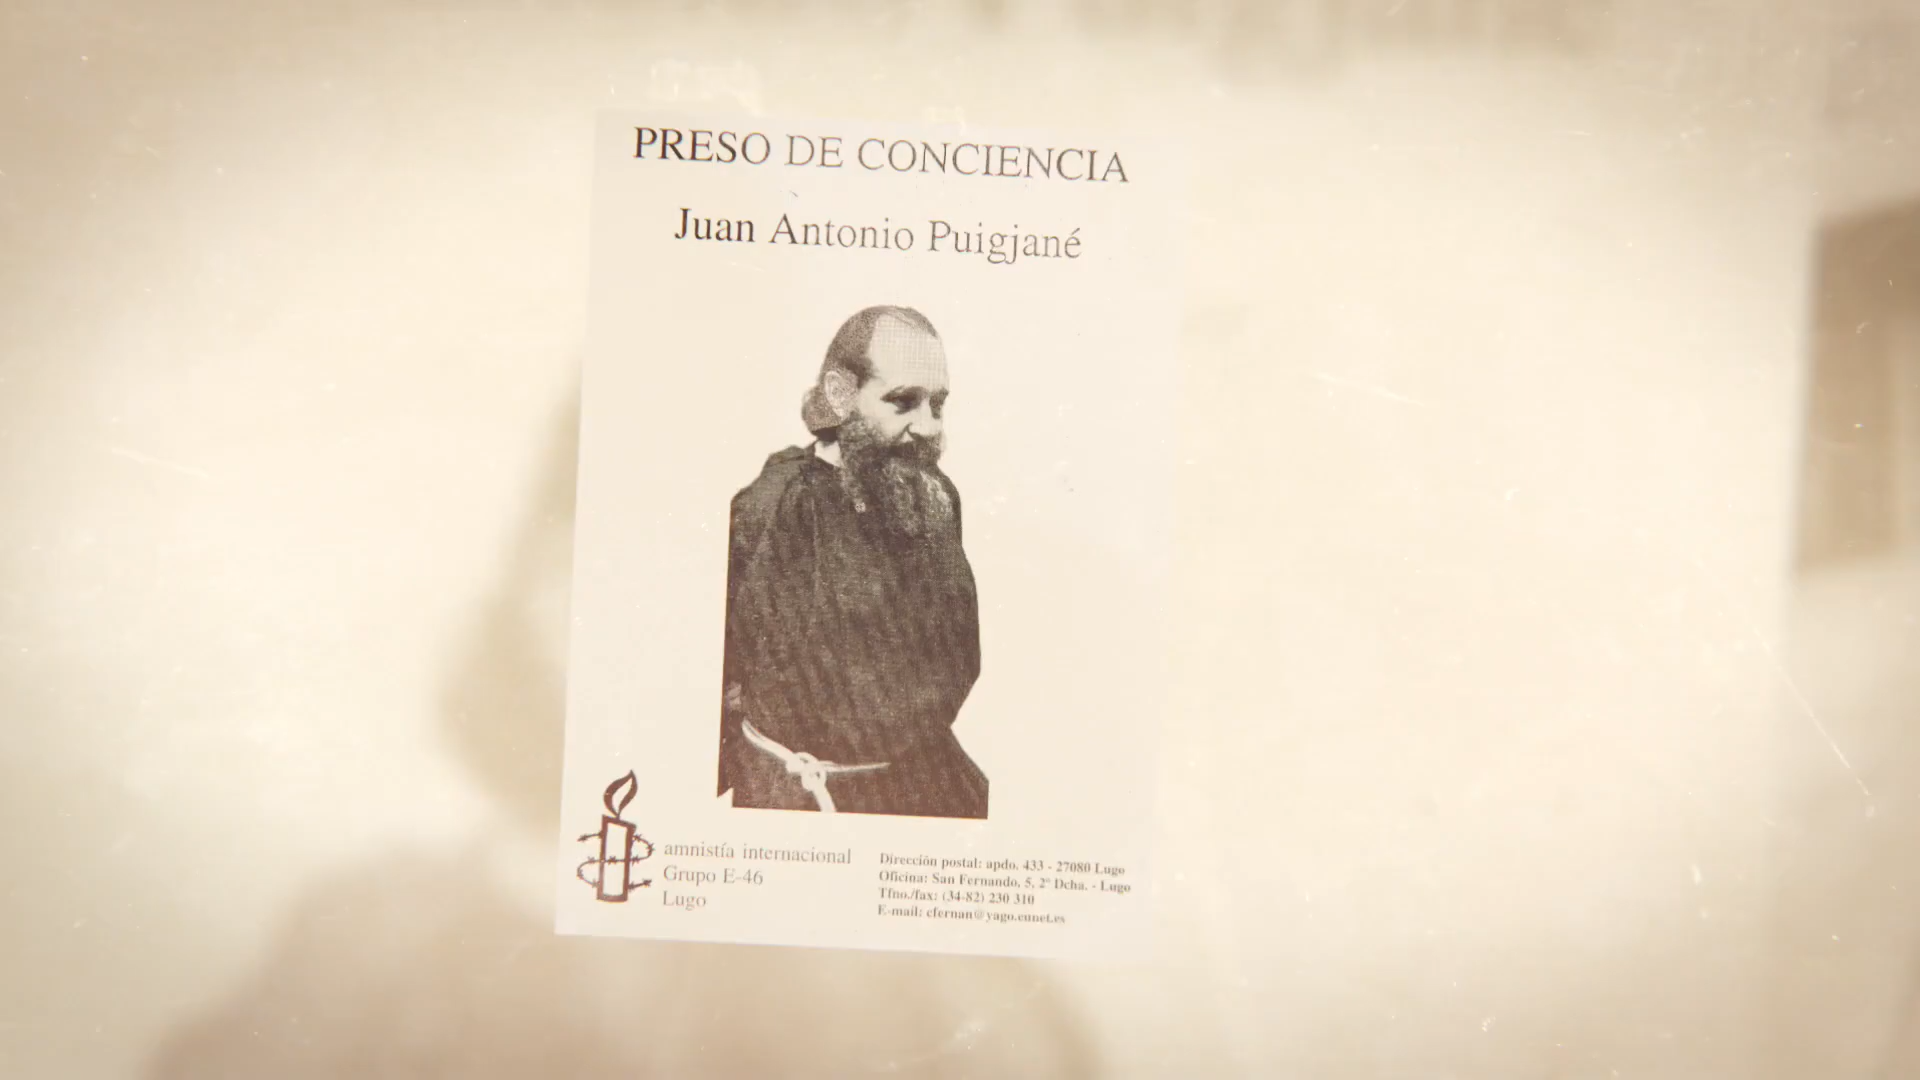 PRESO DE CONCIENCIA
Juan Antonio Puigjané
amnistía internacional
Grupo E-46
Lugo
Dirección postal: apdo. 433 - 27080 Lugo
Oficina: San Fernando, 5, 2º Dcha. - Lugo
Tfno./fax: (34-82) 230 310
E-mail: cfernan@yago.eunet.es